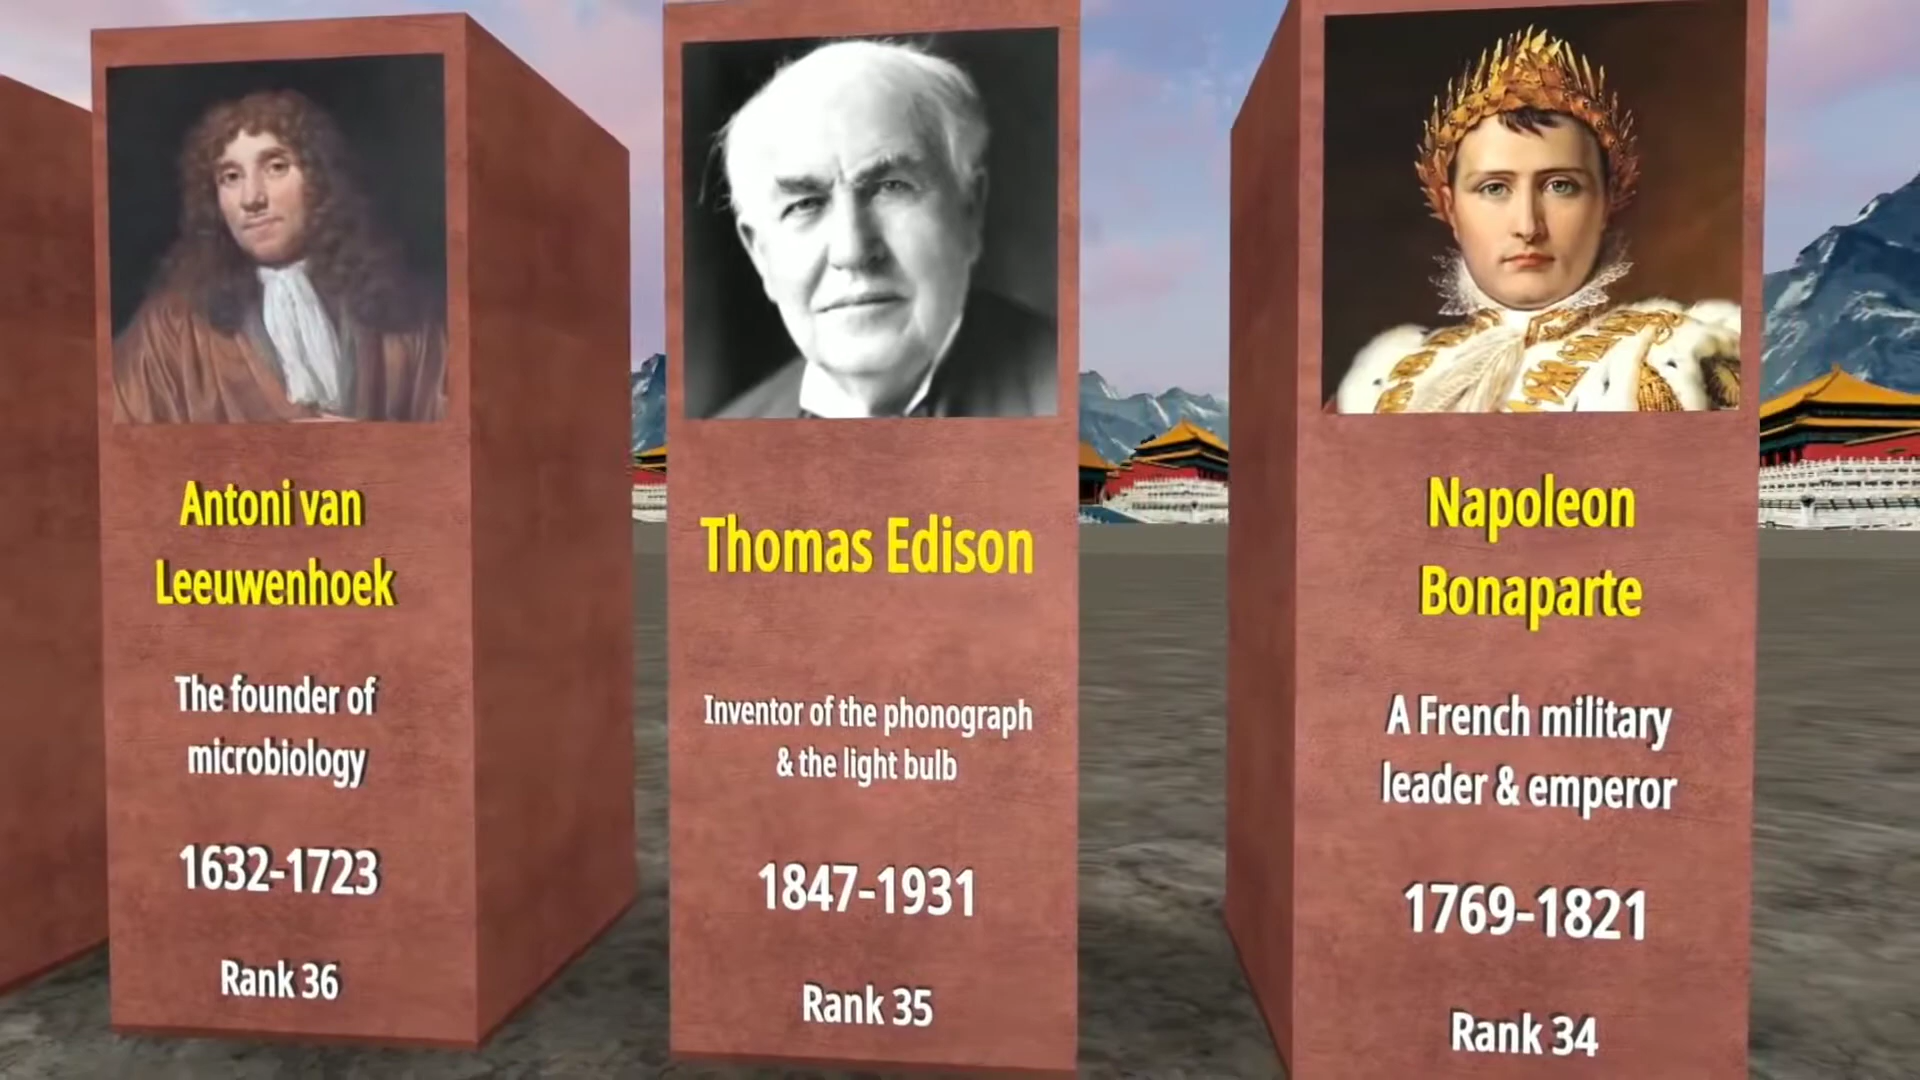 Antoni van
Leeuwenhoek
The founder of
microbiology
1632-1723
Rank 36
Thomas Edison
Inventor of the phonograph
& the light bulb
1847-1931
Rank 35
Napoleon
Bonaparte
A French military
leader & emperor
1769-1821
Rank 34